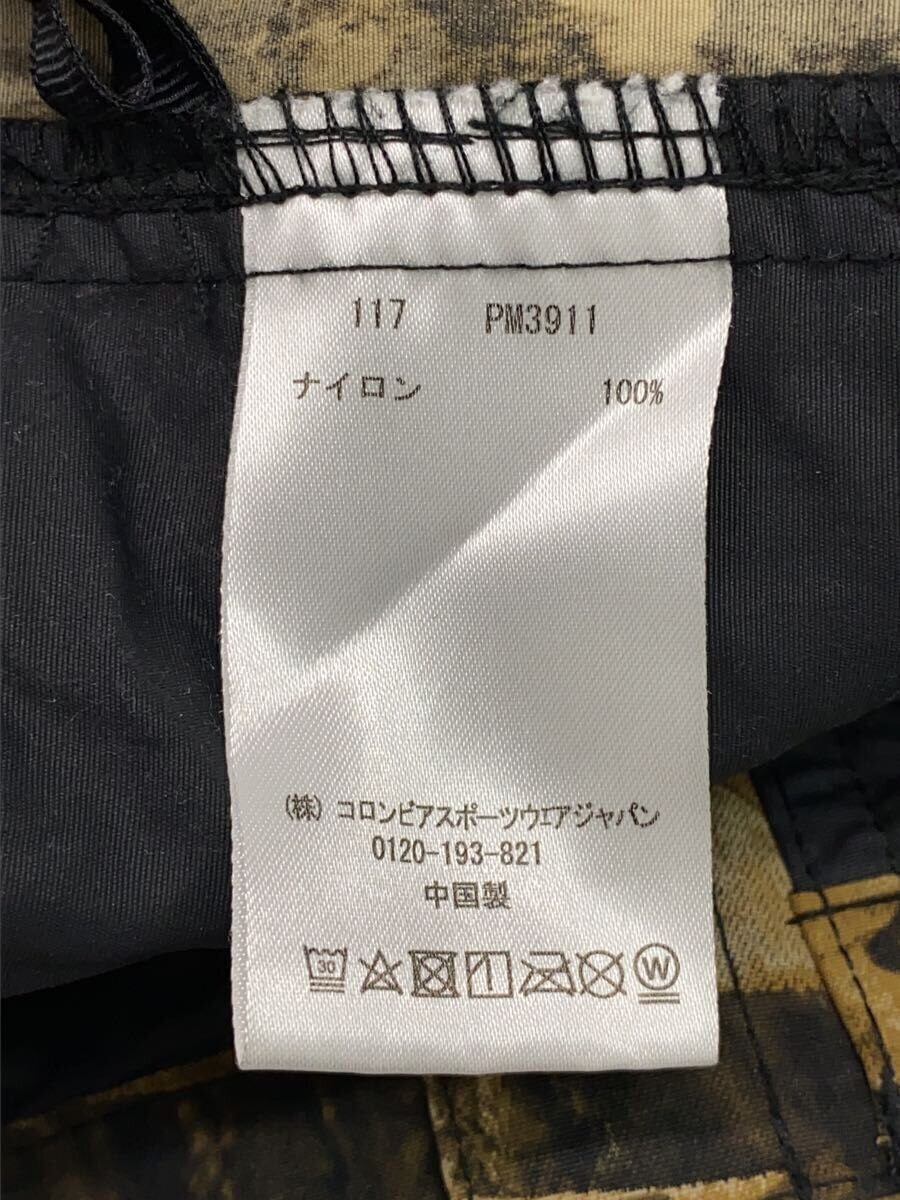 117 PM3911
ナイロン 100%
(株) コロンビアスポーツウエアジャパン
0120-193-821
中国製
30 W